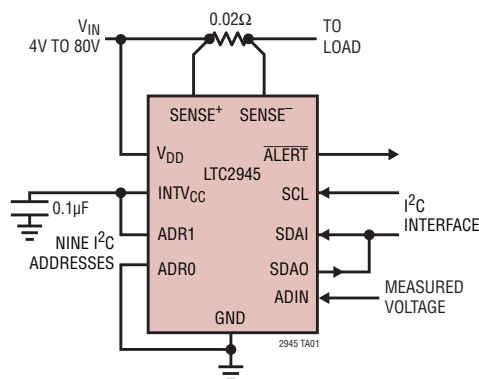 0.02Ω
VIN
4V TO 80V
TO
LOAD
SENSE+ SENSE–
VDD
LTC2945
ALERT
INTVCC
0.1µF
SCL
I2C
INTERFACE
ADR1
SDAI
NINE I2C
ADDRESSES
ADR0
SDAO
ADIN
MEASURED
VOLTAGE
GND
2945 TA01